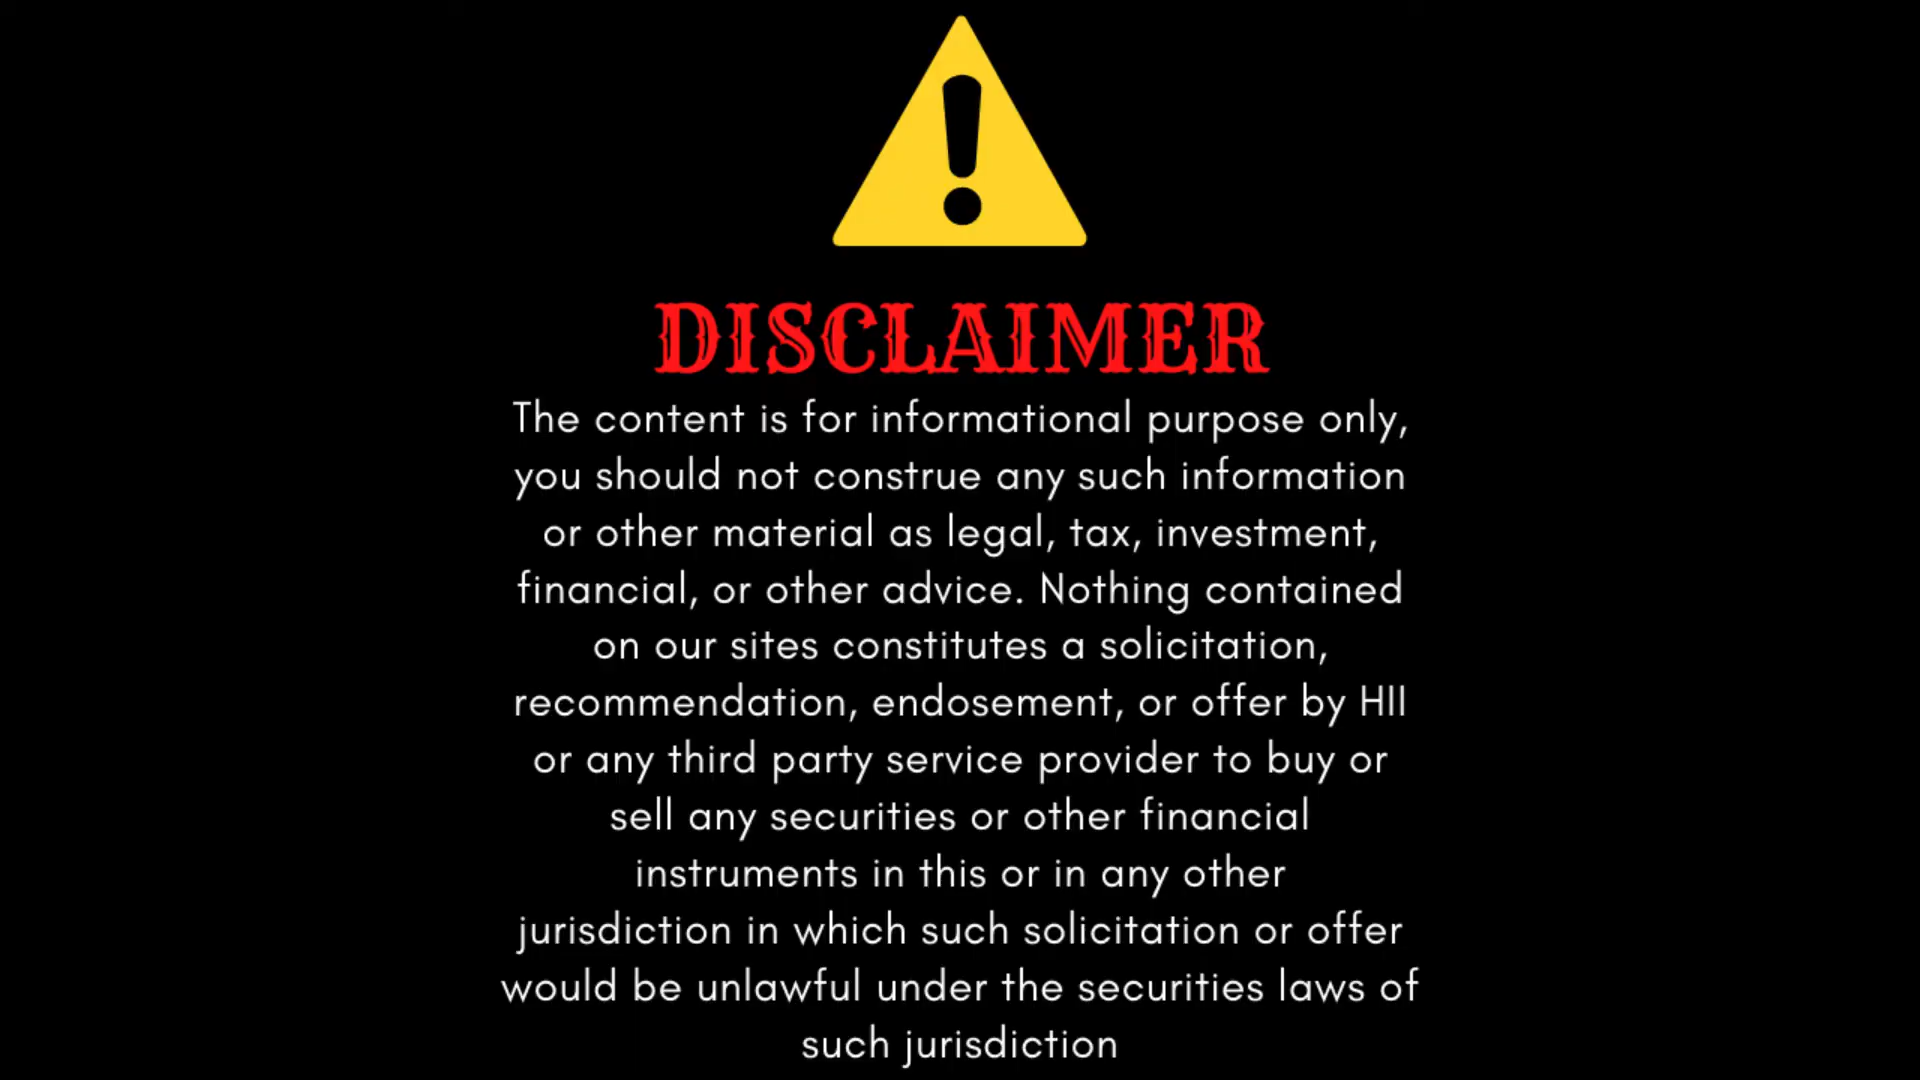 DISCLAIMER
The content is for informational purpose only,
you should not construe any such information
or other material as legal, tax, investment,
financial, or other advice. Nothing contained
on our sites constitutes a solicitation,
recommendation, endosement, or offer by HII
or any third party service provider to buy or
sell any securities or other financial
instruments in this or in any other
jurisdiction in which such solicitation or offer
would be unlawful under the securities laws of
such jurisdiction